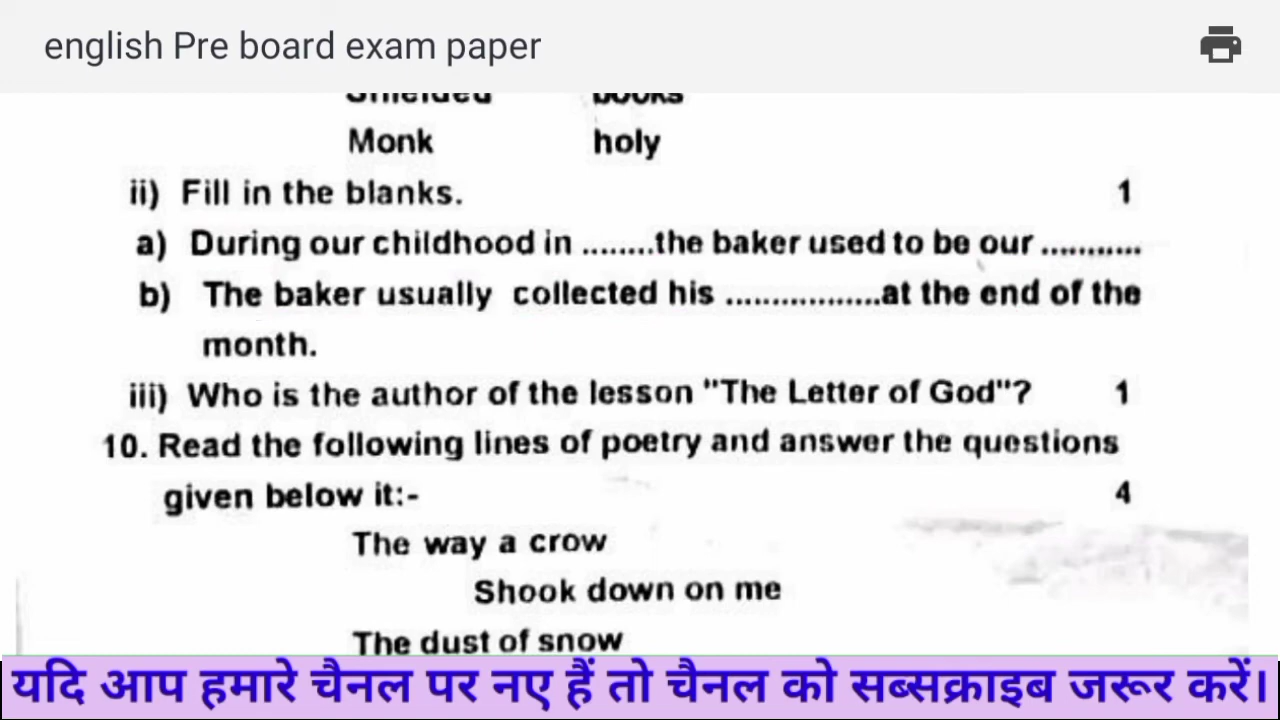 english Pre board exam paper
Shielded books
Monk holy
ii) Fill in the blanks. 1
a) During our childhood in ........the baker used to be our ...........
b) The baker usually collected his .................at the end of the
month.
iii) Who is the author of the lesson "The Letter of God"? 1
10. Read the following lines of poetry and answer the questions
given below it:- 4
The way a crow
Shook down on me
The dust of snow
यदि आप हमारे चैनल पर नए हैं तो चैनल को सब्सक्राइब जरूर करें।